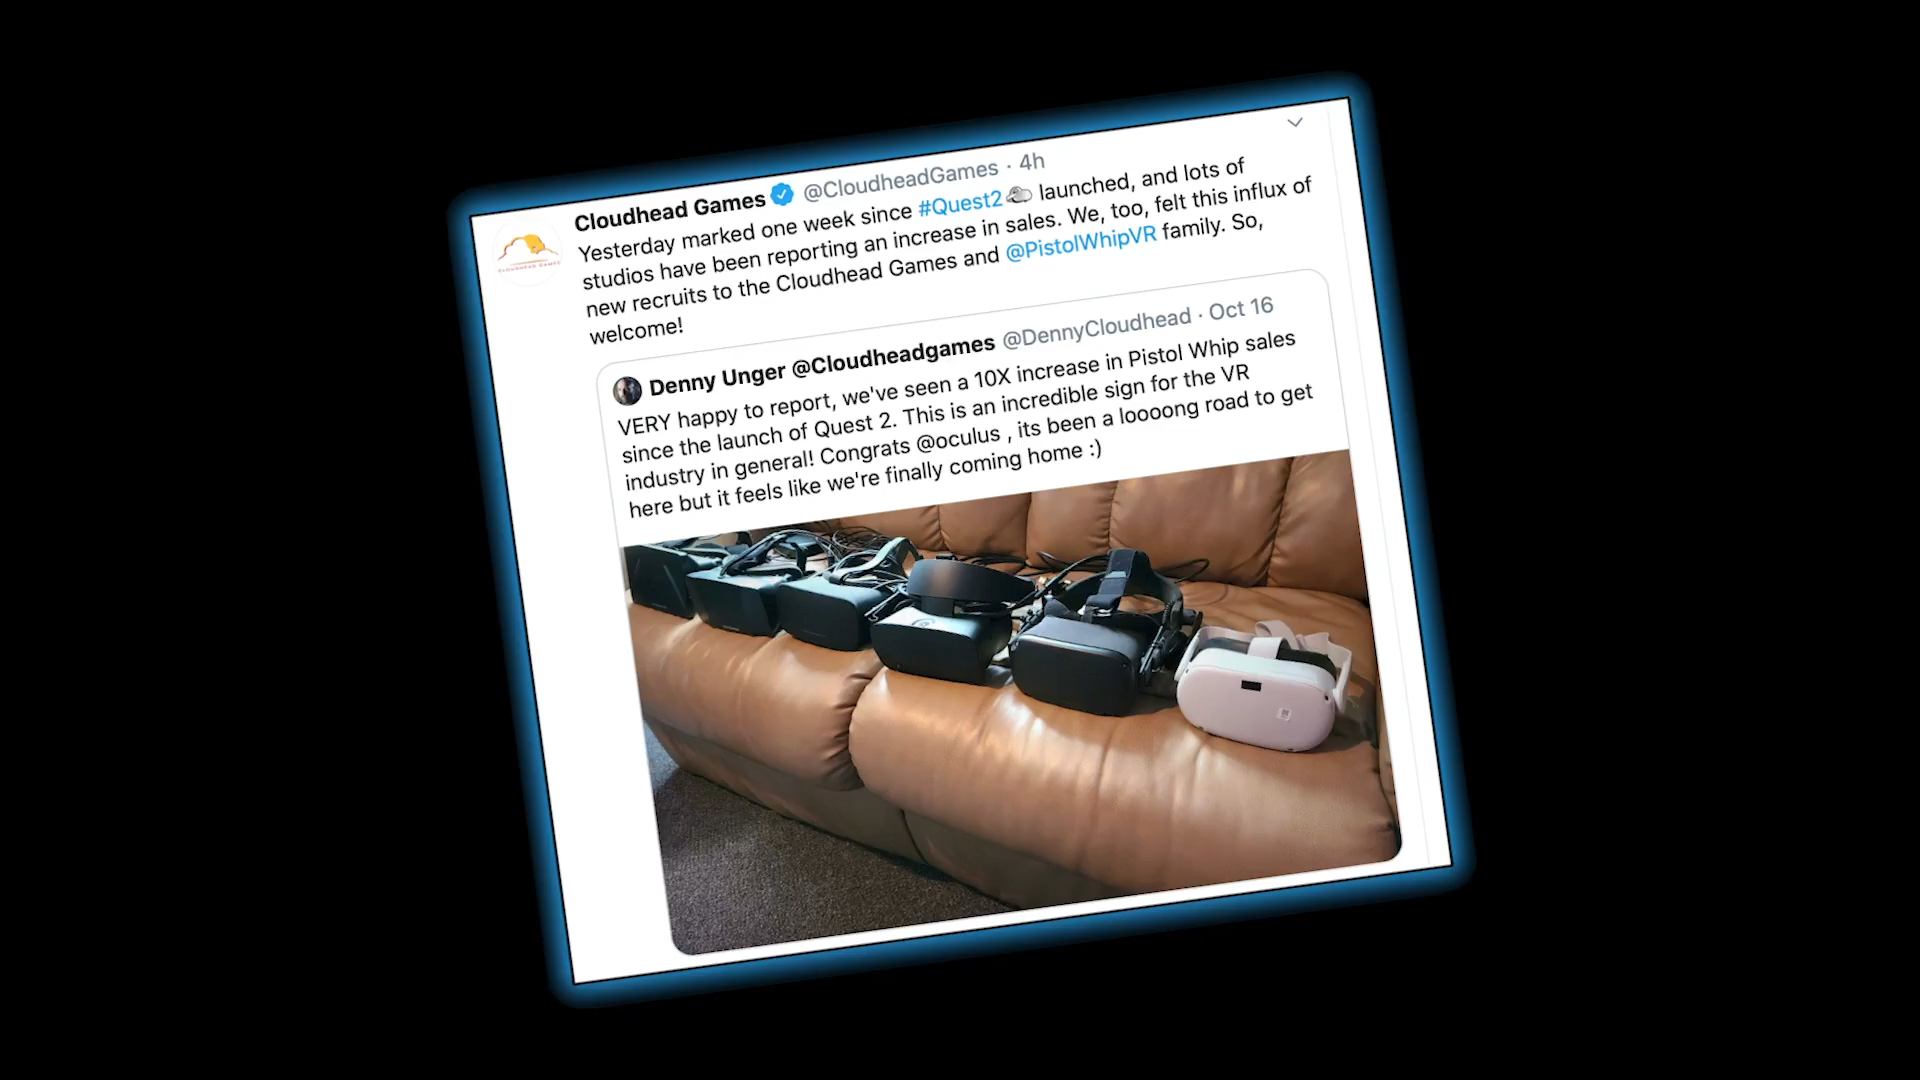 Cloudhead Games @CloudheadGames · 4h
Yesterday marked one week since #Quest2 launched, and lots of
studios have been reporting an increase in sales. We, too, felt this influx of
new recruits to the Cloudhead Games and @PistolWhipVR family. So,
welcome!
CLOUDHEAD GAMES
Denny Unger @Cloudheadgames @DennyCloudhead · Oct 16
VERY happy to report, we've seen a 10X increase in Pistol Whip sales
since the launch of Quest 2. This is an incredible sign for the VR
industry in general! Congrats @oculus , its been a loooong road to get
here but it feels like we're finally coming home :)